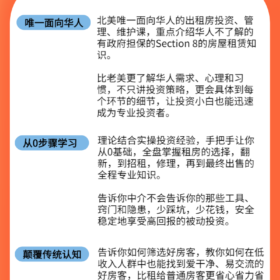 唯一面向华人
北美唯一面向华人的出租房投资、管
理、维护课，重点介绍华人不了解的
有政府担保的Section 8的房屋租赁知
识。
比老美更了解华人需求、心理和习
惯，不只讲投资策略，更会具体到每
个环节的细节，让投资小白也能迅速
成为专业投资者。
从0步骤学习
理论结合实操投资经验，手把手让你
从0基础，全盘掌握租房的选择，翻
新，到招租，修理，再到最终出售的
全程专业知识。
告诉你中介不会告诉你的那些工具、
窍门和隐患，少踩坑，少花钱，安全
稳定地享受高回报的被动投资。
颠覆传统认知
告诉你如何筛选好房客，教你如何在低
收入人群中也能找到爱干净、易交流的
好房客，比租给普通房客更省心省力省